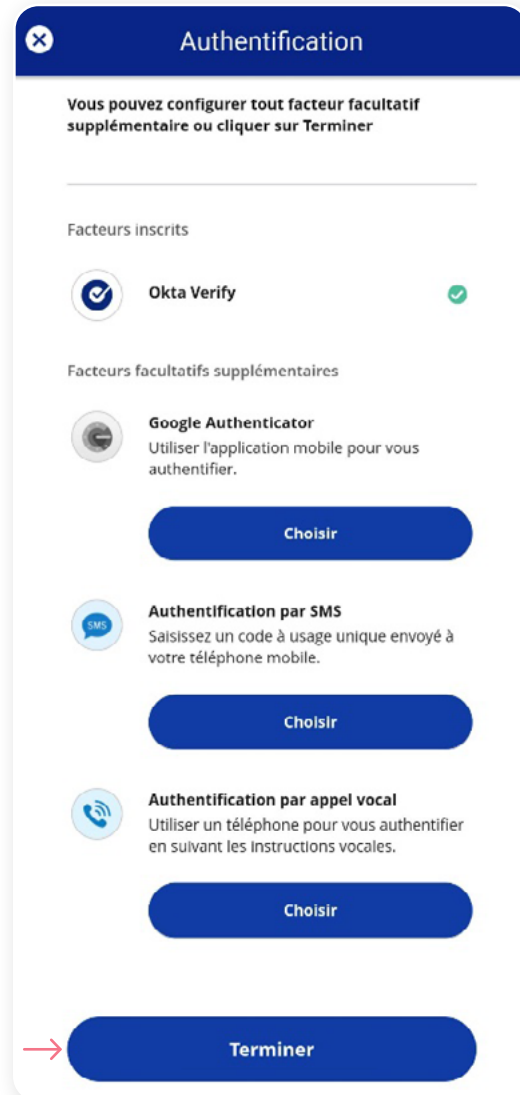 Authentification
Vous pouvez configurer tout facteur facultatif
supplémentaire ou cliquer sur Terminer
Facteurs inscrits
Okta Verify
Facteurs facultatifs supplémentaires
Google Authenticator
Utiliser l'application mobile pour vous
authentifier.
Choisir
SMS
Authentification par SMS
Saisissez un code à usage unique envoyé à
votre téléphone mobile.
Choisir
Authentification par appel vocal
Utiliser un téléphone pour vous authentifier
en suivant les instructions vocales.
Choisir
Terminer